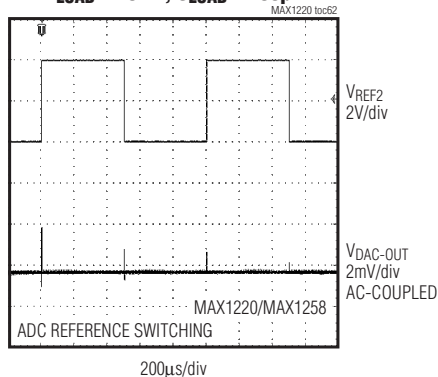 MAX1220 toc62
VREF2
2V/div
VDAC-OUT
2mV/div
AC-COUPLED
MAX1220/MAX1258
ADC REFERENCE SWITCHING
200µs/div